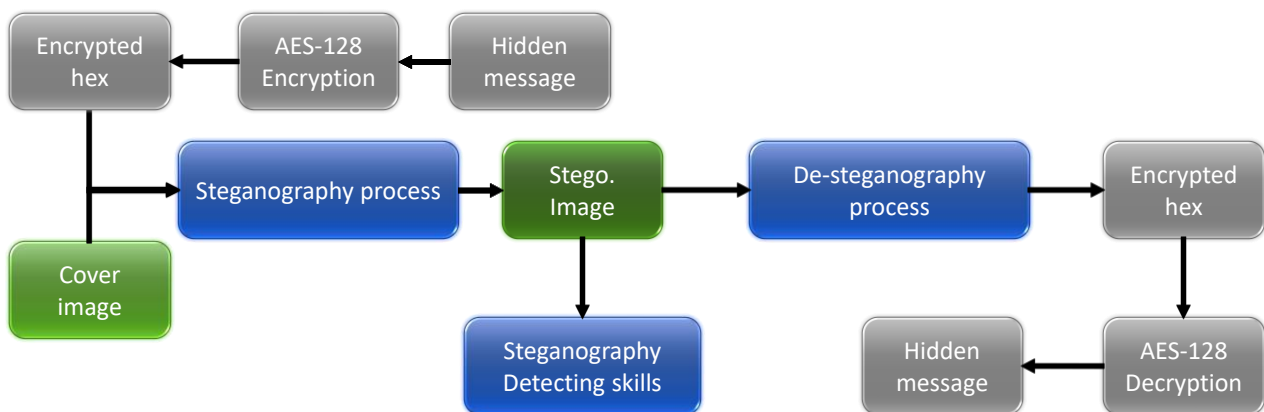 Encrypted
hex
AES-128
Encryption
Hidden
message
Steganography process
Stego.
Image
De-steganography
process
Encrypted
hex
Cover
image
Steganography
Detecting skills
Hidden
message
AES-128
Decryption